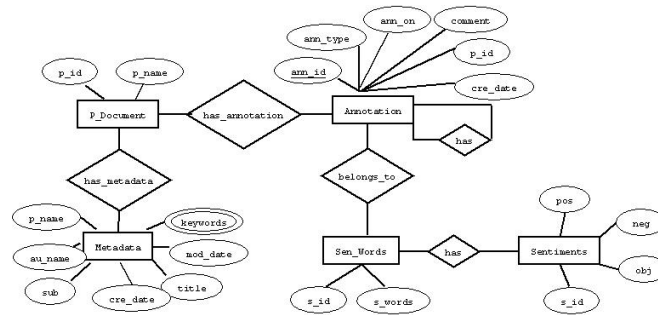 ann_on
comment
ann_type
p_id
p_id
p_name
ann_id
cre_date
P_Document
has_annotation
Annotation
has
has_metadata
belongs_to
p_name
keywords
pos
neg
au_name
Metadata
mod_date
Sen_Words
has
Sentiments
sub
cre_date
title
s_id
s_words
s_id
obj